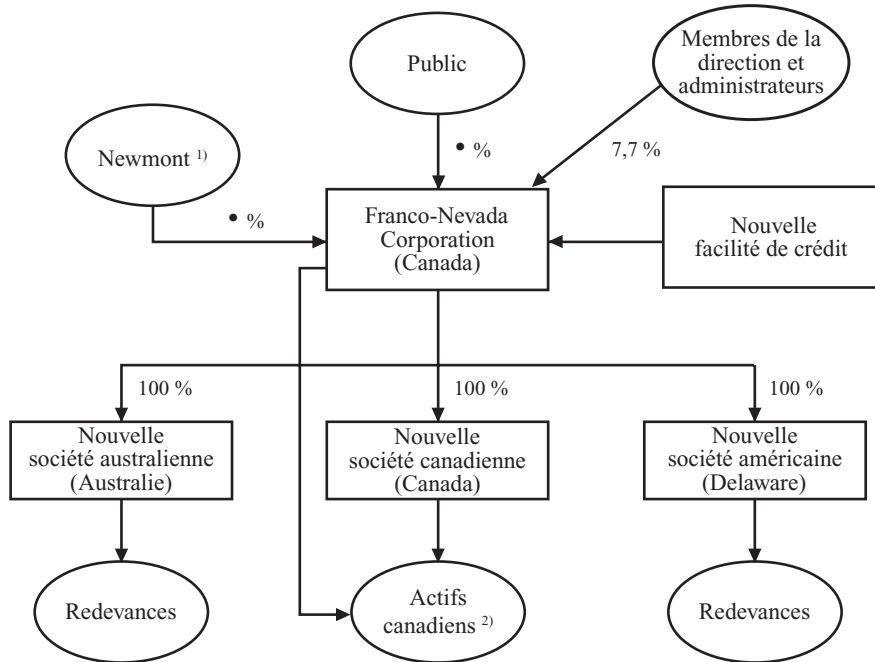 Membres de la
direction et
administrateurs
Public
Newmont 1)
• %
7,7 %
• %
Franco-Nevada
Corporation
(Canada)
Nouvelle
facilité de crédit
100 %
100 %
100 %
Nouvelle
société australienne
(Australie)
Nouvelle
société canadienne
(Canada)
Nouvelle
société américaine
(Delaware)
Redevances
Actifs
canadiens 2)
Redevances